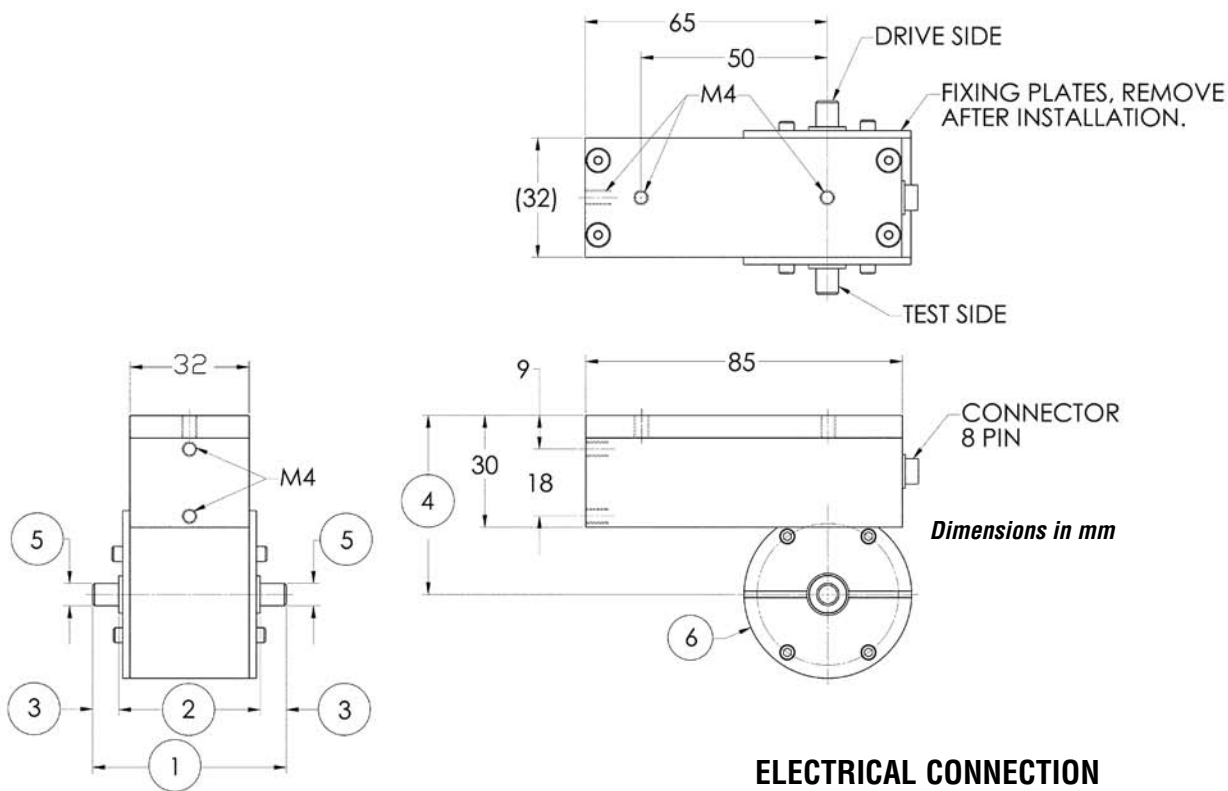 65
DRIVE SIDE
50
M4
FIXING PLATES, REMOVE
AFTER INSTALLATION.
(32)
TEST SIDE
32
9
85
CONNECTOR
8 PIN
M4
4
30
18
Dimensions in mm
5
5
6
3
2
3
1
ELECTRICAL CONNECTION